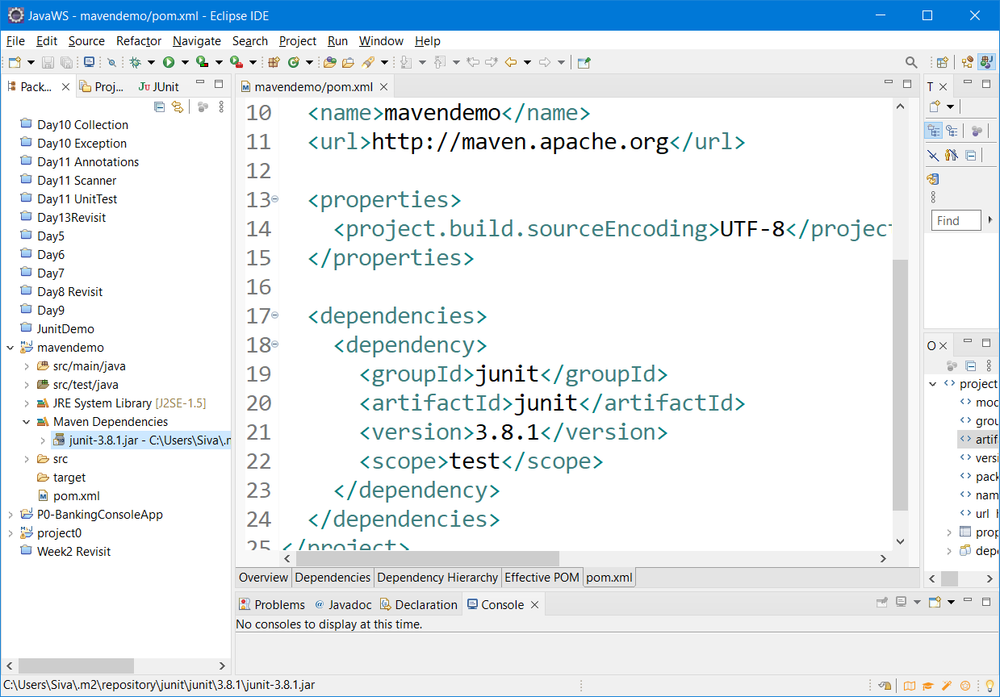 JavaWS - mavendemo/pom.xml - Eclipse IDE
File Edit Source Refactor Navigate Search Project Run Window Help
Pack... Proj... JUnit
Day10 Collection
Day10 Exception
Day11 Annotations
Day11 Scanner
Day11 UnitTest
Day13Revisit
Day5
Day6
Day7
Day8 Revisit
Day9
JunitDemo
mavendemo
src/main/java
src/test/java
JRE System Library [J2SE-1.5]
Maven Dependencies
junit-3.8.1.jar - C:\Users\Siva\.m
src
target
pom.xml
P0-BankingConsoleApp
project0
Week2 Revisit
mavendemo/pom.xml
10 <name>mavendemo</name>
11 <url>http://maven.apache.org</url>
12
13 <properties>
14 <project.build.sourceEncoding>UTF-8</project
15 </properties>
16
17 <dependencies>
18 <dependency>
19 <groupId>junit</groupId>
20 <artifactId>junit</artifactId>
21 <version>3.8.1</version>
22 <scope>test</scope>
23 </dependency>
24 </dependencies>
25 </project>
Overview Dependencies Dependency Hierarchy Effective POM pom.xml
Problems Javadoc Declaration Console
No consoles to display at this time.
T
Find
O
project
mod
grou
artif
versi
pack
nam
url h
prop
depe
C:\Users\Siva\.m2\repository\junit\junit\3.8.1\junit-3.8.1.jar